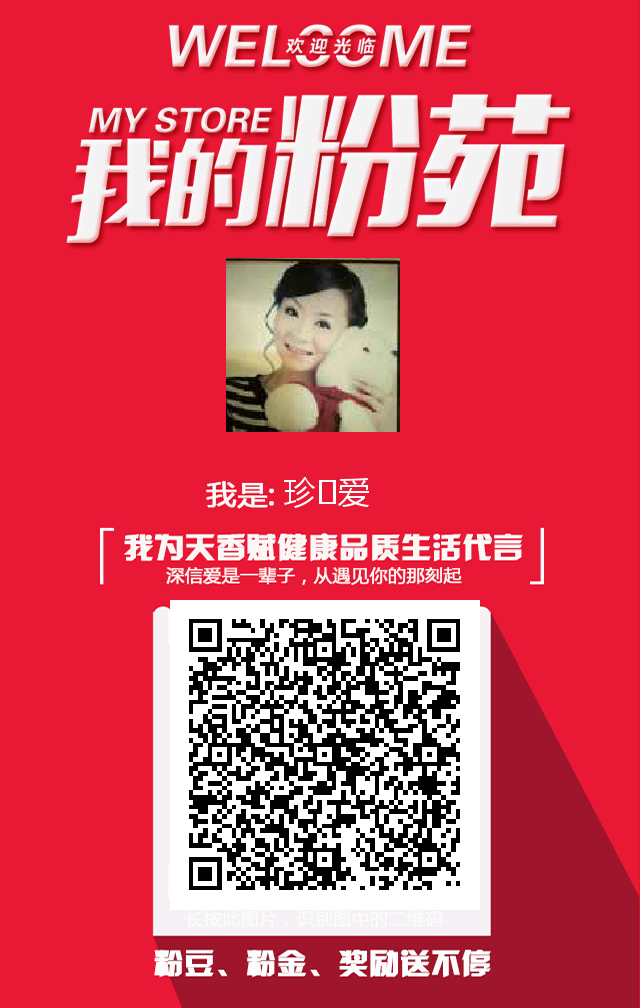 WELCOME
欢迎光临
MY STORE
我的粉苑
我是: 珍▯爱
我为天香赋健康品质生活代言
深信爱是一辈子，从遇见你的那刻起
长按此图片，识别图中的二维码
粉豆、粉金、奖励送不停